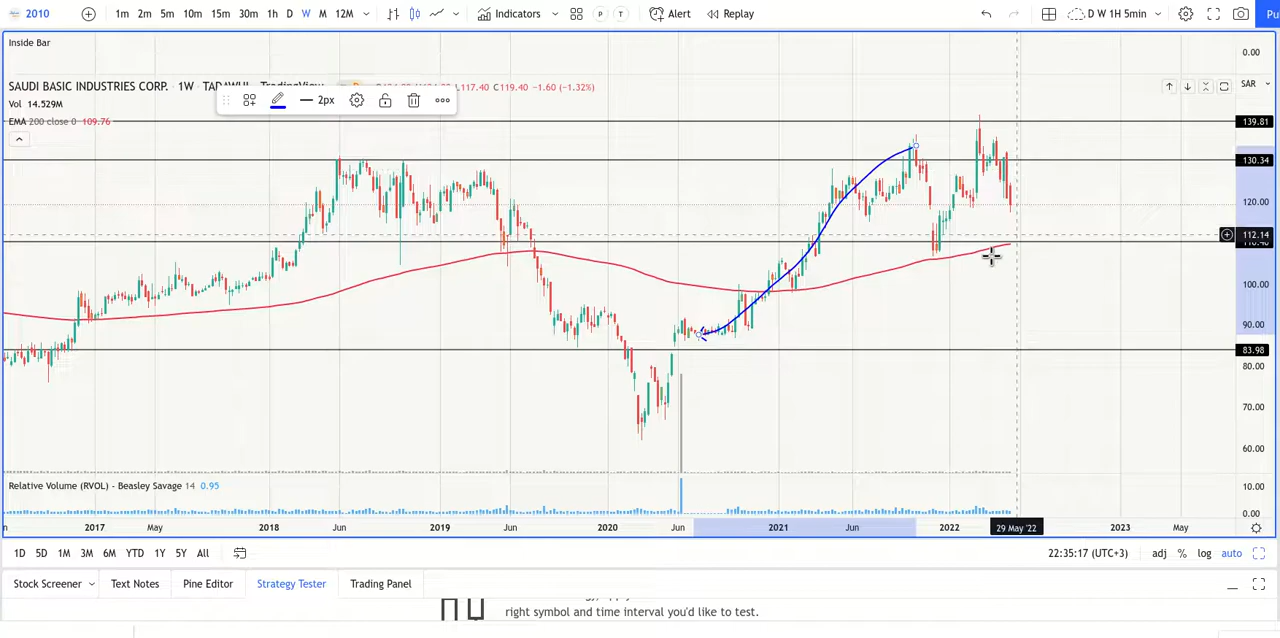 2010 1m 2m 5m 10m 15m 30m 1h D W M 12M Indicators P T Alert Replay D W 1H 5min Pu
Inside Bar
0.00
SAUDI BASIC INDUSTRIES CORP. 1W TradingView 117.40 C119.40 −1.60 (−1.32%) SAR
Vol 14.529M
2px
EMA 200 close 0 109.76
139.81
130.34
120.00
112.14
100.00
90.00
83.98
80.00
70.00
60.00
Relative Volume (RVOL) - Beasley Savage 14 0.95
10.00
0.00
2017 May 2018 Jun 2019 Jun 2020 Jun 2021 Jun 2022 29 May '22 2023 May
1D 5D 1M 3M 6M YTD 1Y 5Y All 22:35:17 (UTC+3) adj % log auto
Stock Screener Text Notes Pine Editor Strategy Tester Trading Panel
right symbol and time interval you'd like to test.